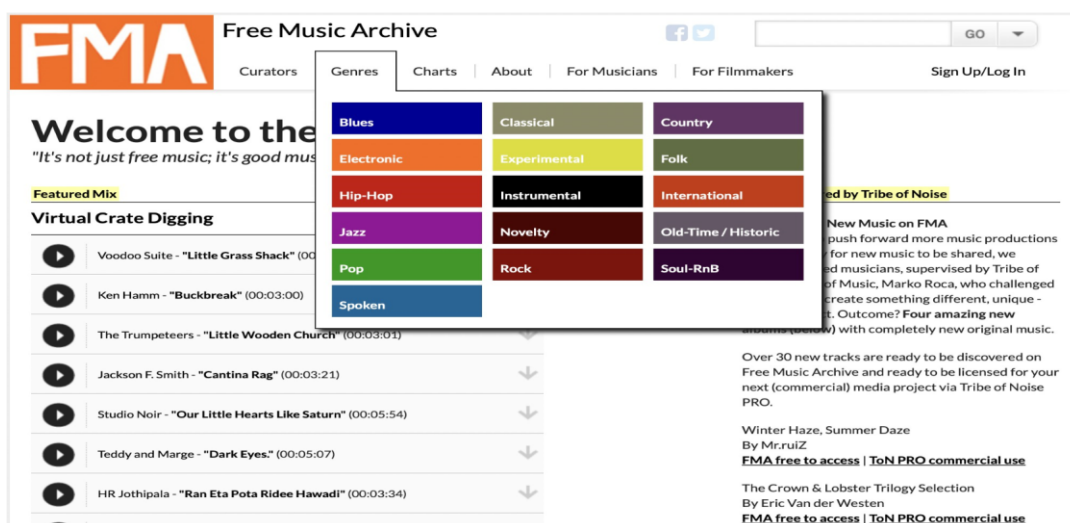 FMA
Free Music Archive
GO
Curators
Genres
Charts
About
For Musicians
For Filmmakers
Sign Up/Log In
Blues
Classical
Country
Electronic
Experimental
Folk
Hip-Hop
Instrumental
International
Jazz
Novelty
Old-Time / Historic
Pop
Rock
Soul-RnB
Spoken
Welcome to the
"It's not just free music; it's good mus
Featured Mix
Virtual Crate Digging
Voodoo Suite - "Little Grass Shack" (00
Ken Hamm - "Buckbreak" (00:03:00)
The Trumpeteers - "Little Wooden Church" (00:03:01)
Jackson F. Smith - "Cantina Rag" (00:03:21)
Studio Noir - "Our Little Hearts Like Saturn" (00:05:54)
Teddy and Marge - "Dark Eyes." (00:05:07)
HR Jothipala - "Ran Eta Pota Ridee Hawadi" (00:03:34)
ed by Tribe of Noise
New Music on FMA
push forward more music productions
for new music to be shared, we
ed musicians, supervised by Tribe of
of Music, Marko Roca, who challenged
create something different, unique -
t. Outcome? Four amazing new
albums (below) with completely new original music.
Over 30 new tracks are ready to be discovered on
Free Music Archive and ready to be licensed for your
next (commercial) media project via Tribe of Noise
PRO.
Winter Haze, Summer Daze
By Mr.ruiZ
FMA free to access | ToN PRO commercial use
The Crown & Lobster Trilogy Selection
By Eric Van der Westen
FMA free to access | ToN PRO commercial use